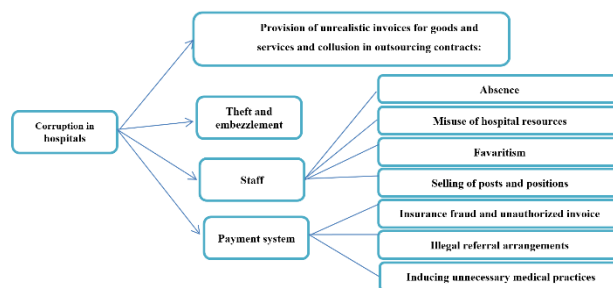 Provision of unrealistic invoices for goods and
services and collusion in outsourcing contracts:
Corruption in
hospitals
Theft and
embezzlement
Staff
Payment system
Absence
Misuse of hospital resources
Favaritism
Selling of posts and positions
Insurance fraud and unauthorized invoice
Illegal referral arrangements
Inducing unnecessary medical practices